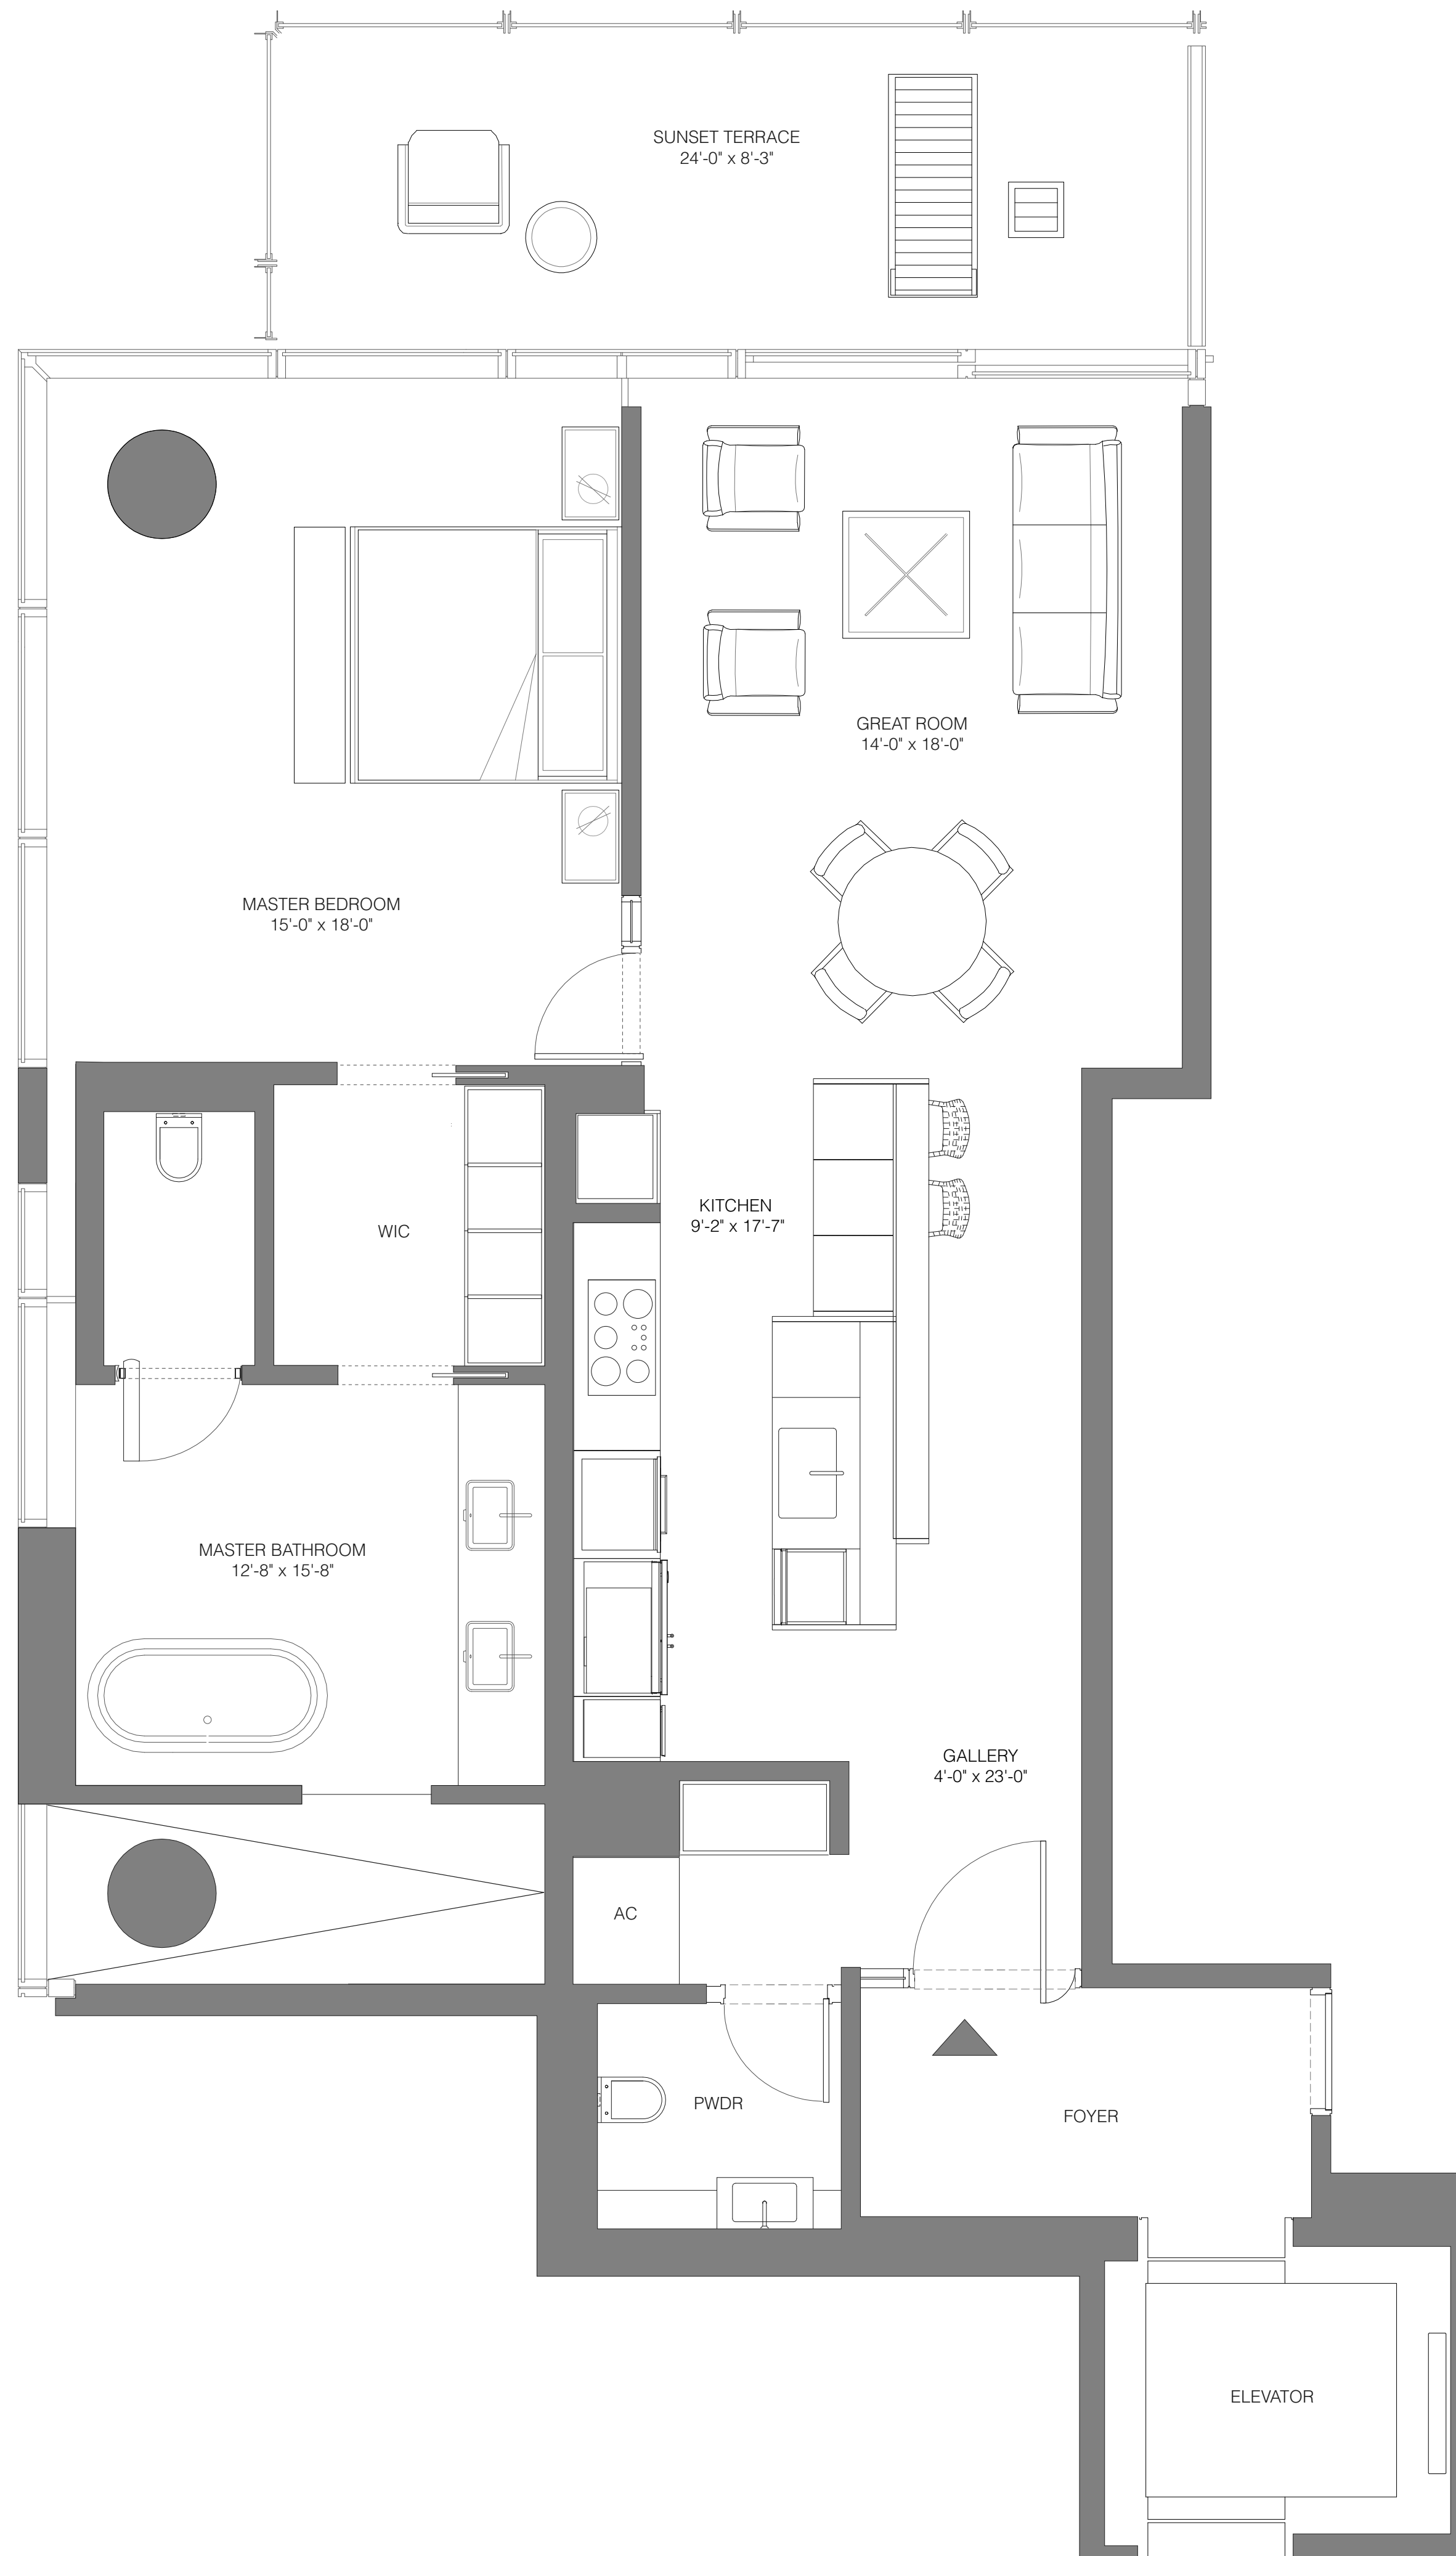 SUNSET TERRACE
24'-0" x 8'-3"
GREAT ROOM
14'-0" x 18'-0"
MASTER BEDROOM
15'-0" x 18'-0"
KITCHEN
9'-2" x 17'-7"
WIC
MASTER BATHROOM
12'-8" x 15'-8"
GALLERY
4'-0" x 23'-0"
AC
PWDR
FOYER
ELEVATOR